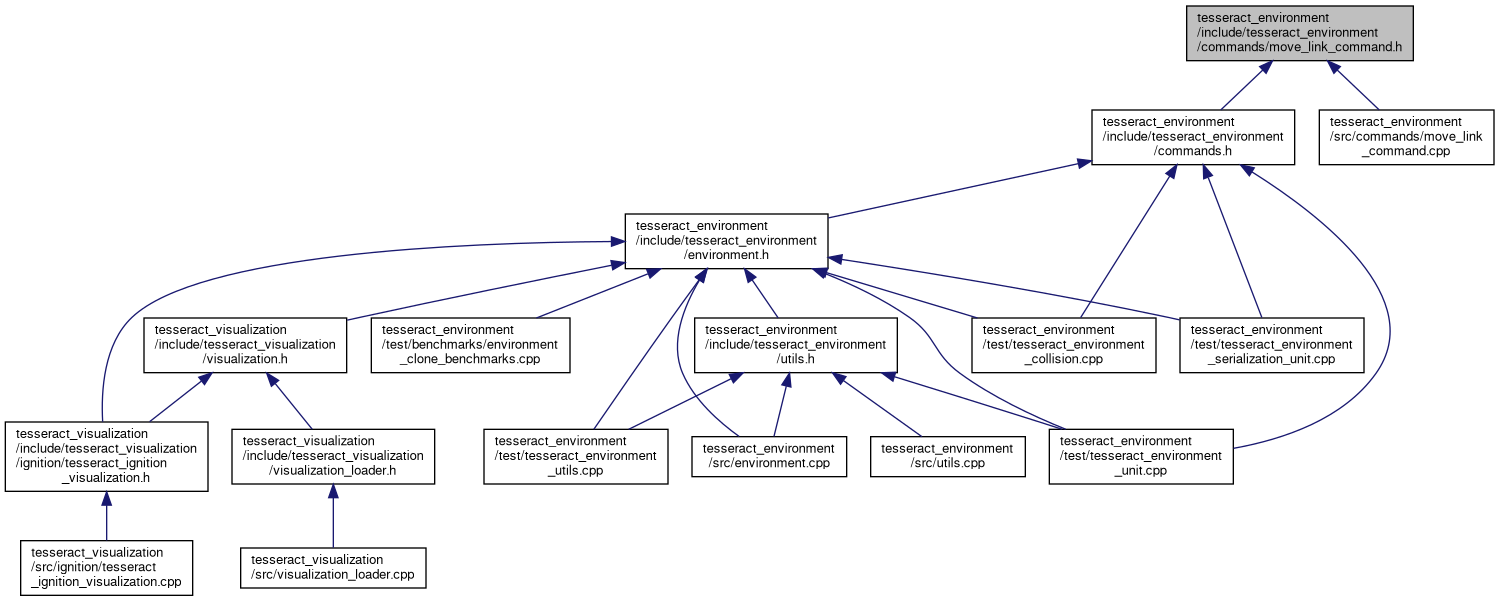 tesseract_environment
/include/tesseract_environment
/commands/move_link_command.h
tesseract_environment
/include/tesseract_environment
/commands.h
tesseract_environment
/src/commands/move_link
_command.cpp
tesseract_environment
/include/tesseract_environment
/environment.h
tesseract_visualization
/include/tesseract_visualization
/visualization.h
tesseract_environment
/test/benchmarks/environment
_clone_benchmarks.cpp
tesseract_environment
/include/tesseract_environment
/utils.h
tesseract_environment
/test/tesseract_environment
_collision.cpp
tesseract_environment
/test/tesseract_environment
_serialization_unit.cpp
tesseract_visualization
/include/tesseract_visualization
/ignition/tesseract_ignition
_visualization.h
tesseract_visualization
/include/tesseract_visualization
/visualization_loader.h
tesseract_environment
/test/tesseract_environment
_utils.cpp
tesseract_environment
/src/environment.cpp
tesseract_environment
/src/utils.cpp
tesseract_environment
/test/tesseract_environment
_unit.cpp
tesseract_visualization
/src/ignition/tesseract
_ignition_visualization.cpp
tesseract_visualization
/src/visualization_loader.cpp